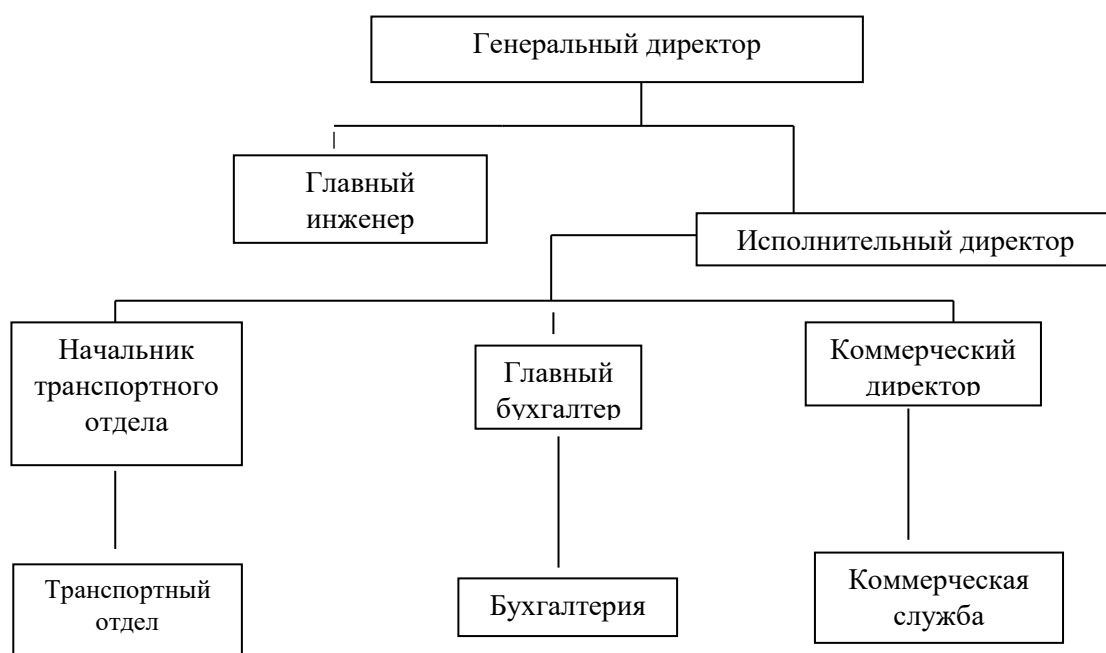 Генеральный директор
Главный
инженер
Исполнительный директор
Начальник
транспортного
отдела
Главный
бухгалтер
Коммерческий
директор
Транспортный
отдел
Бухгалтерия
Коммерческая
служба